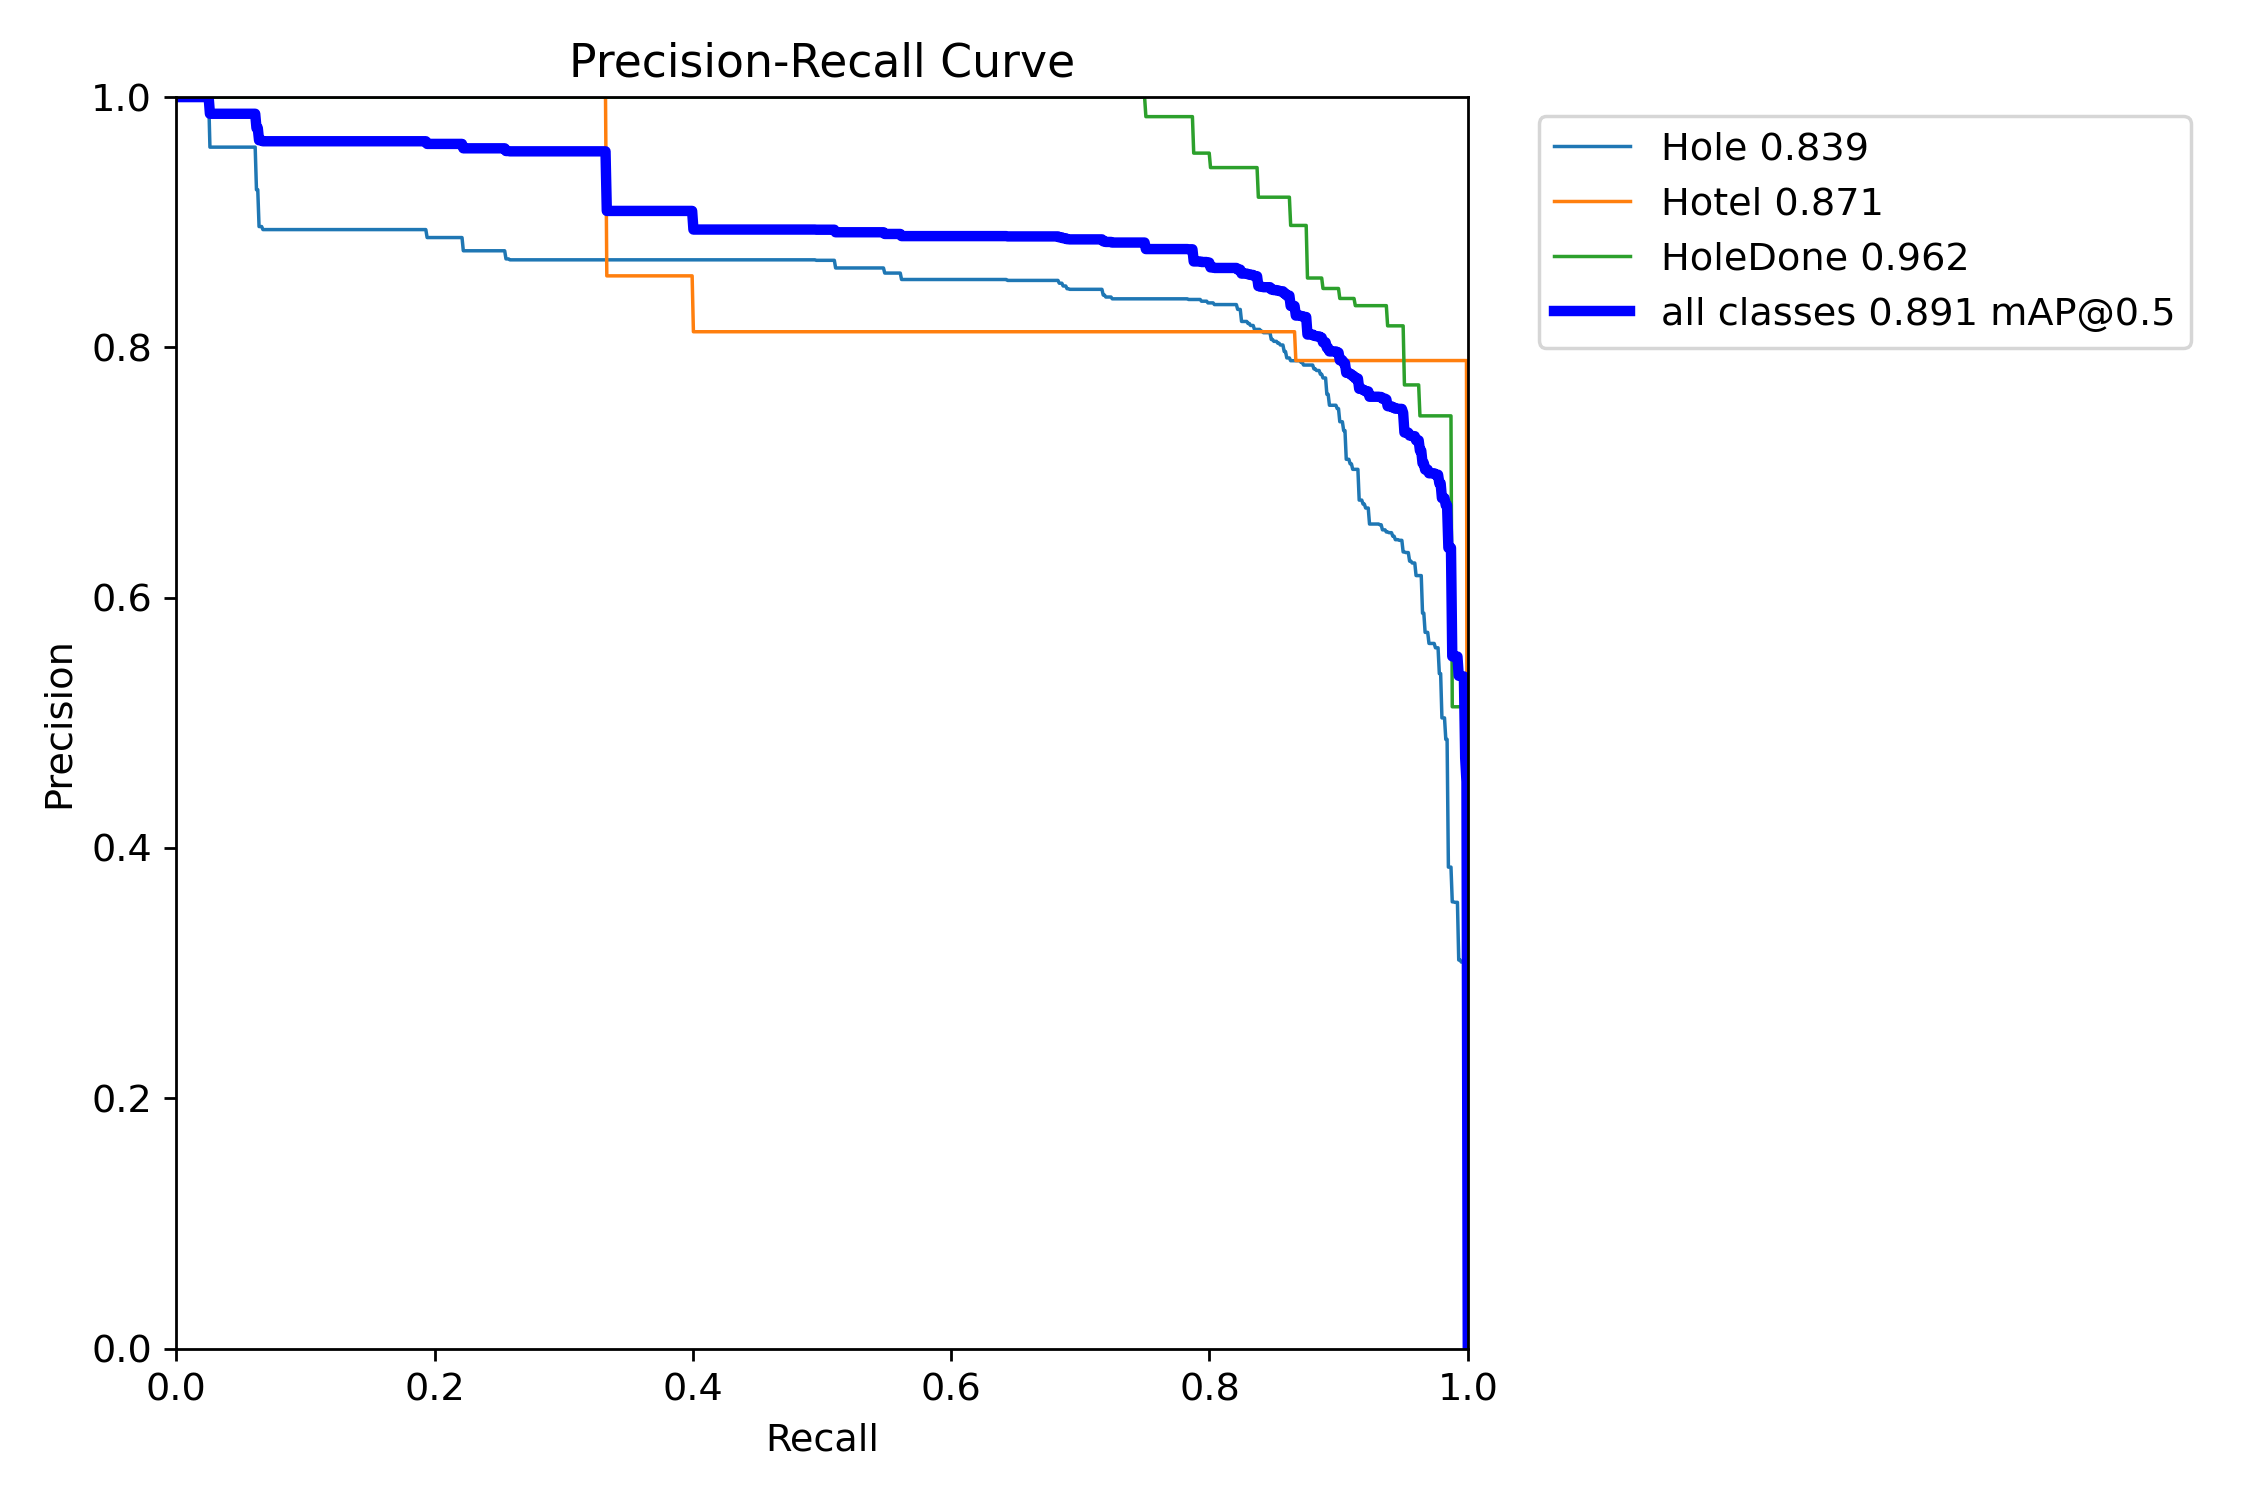 Precision-Recall Curve
1.0
0.8
0.6
0.4
0.2
0.0
Precision
0.0 0.2 0.4 0.6 0.8 1.0
Recall
Hole 0.839
Hotel 0.871
HoleDone 0.962
all classes 0.891 mAP@0.5